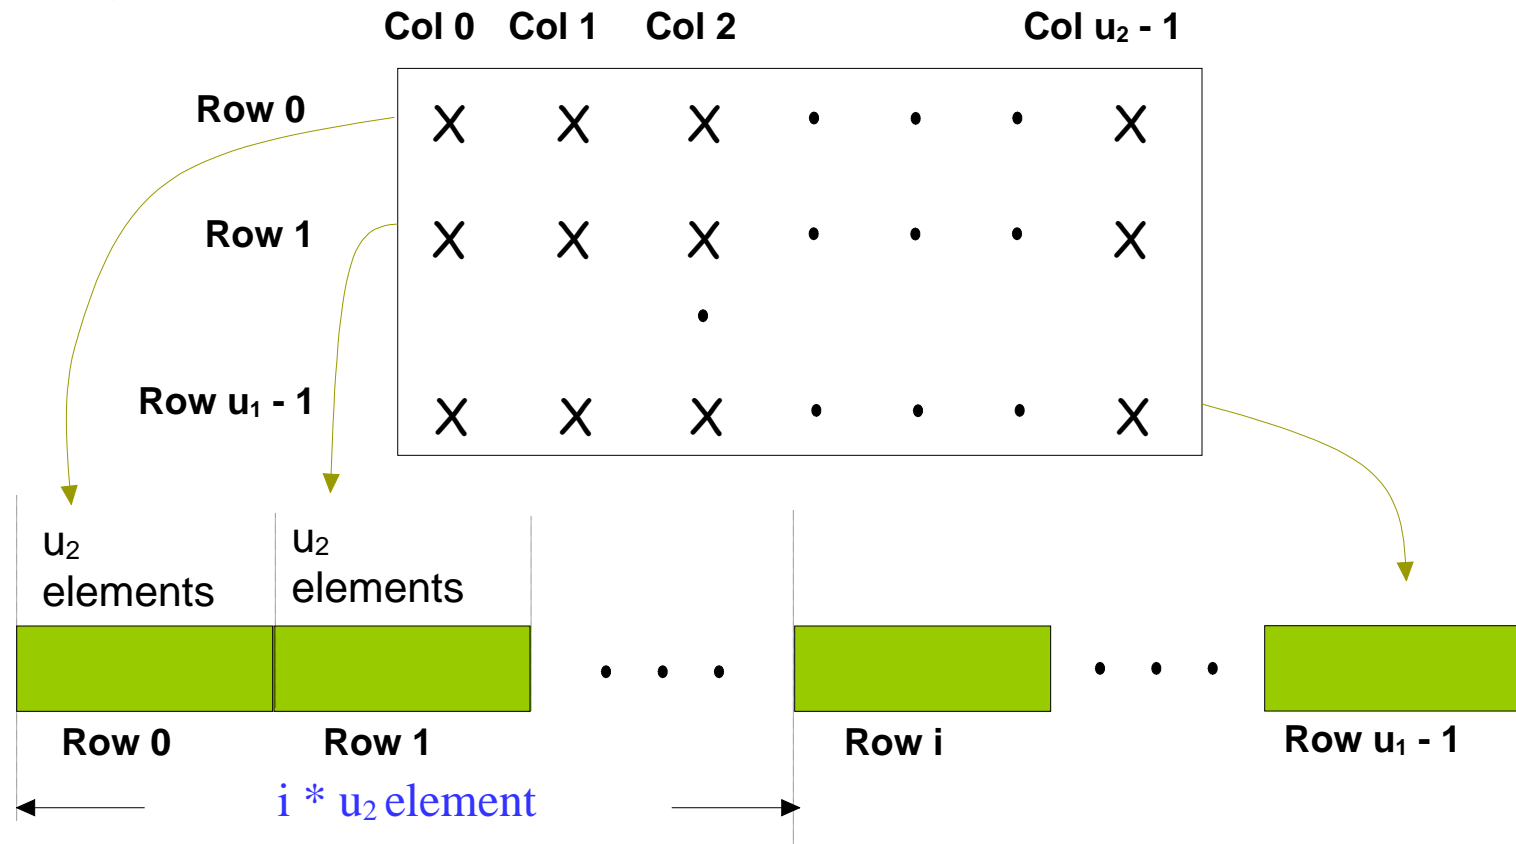 Col 0 Col 1 Col 2 Col u₂ - 1
Row 0
X X X • • • X
Row 1
X X X • • • X
•
Row u₁ - 1
X X X • • • X
u₂
elements
u₂
elements
• • • • • •
Row 0 Row 1 Row i Row u₁ - 1
i * u₂ element